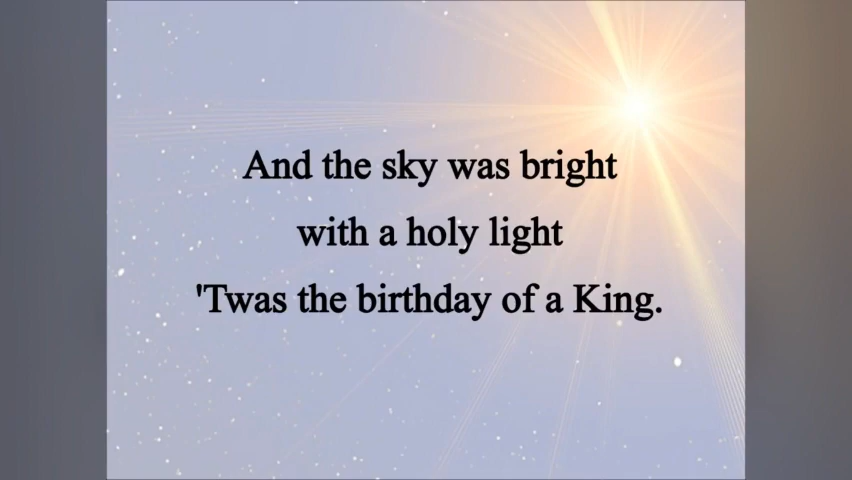 And the sky was bright
with a holy light
'Twas the birthday of a King.